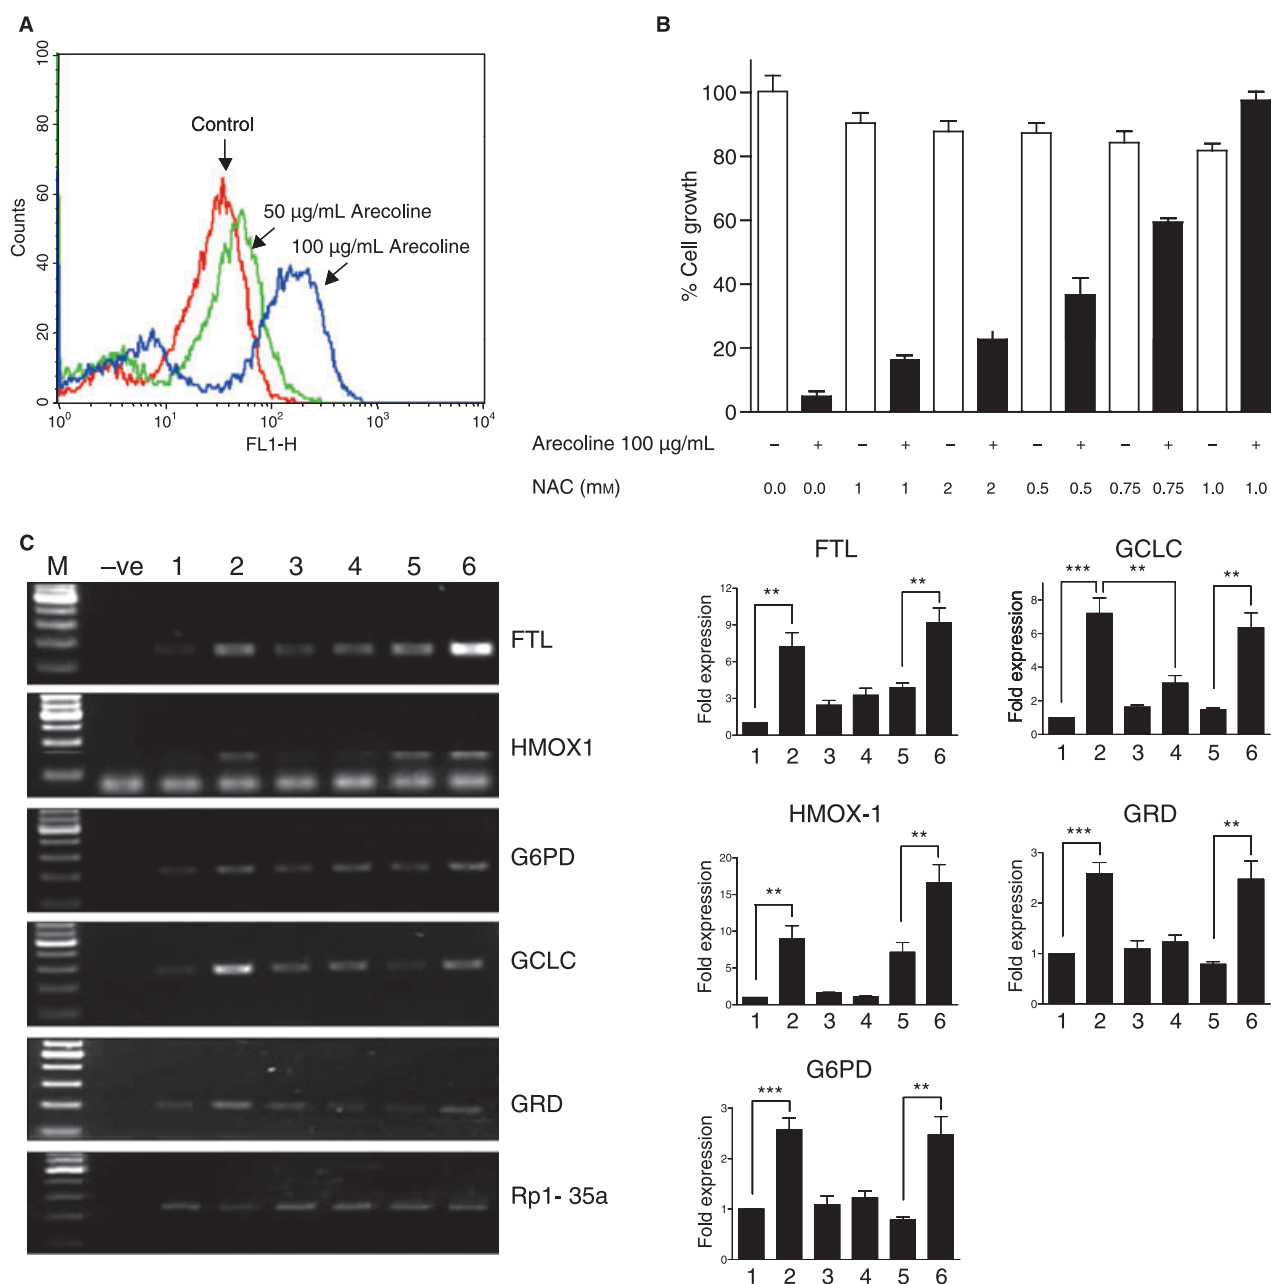 A
100
80
60
40
20
0
Counts
Control
50 µg/mL Arecoline
100 µg/mL Arecoline
10⁰ 10¹ 10² 10³ 10⁴
FL1-H
B
100
80
60
40
20
0
% Cell growth
Arecoline 100 µg/mL – + – + – + – + – + – +
NAC (mM) 0.0 0.0 1 1 2 2 0.5 0.5 0.75 0.75 1.0 1.0
C
M –ve 1 2 3 4 5 6
FTL
HMOX1
G6PD
GCLC
GRD
Rp1- 35a
FTL
12
9
6
3
0
Fold expression
** **
1 2 3 4 5 6
GCLC
8
6
4
2
0
Fold expression
*** ** **
1 2 3 4 5 6
HMOX-1
20
15
10
5
0
Fold expression
** **
1 2 3 4 5 6
GRD
3
2
1
0
Fold expression
*** **
1 2 3 4 5 6
G6PD
3
2
1
0
Fold expression
*** **
1 2 3 4 5 6